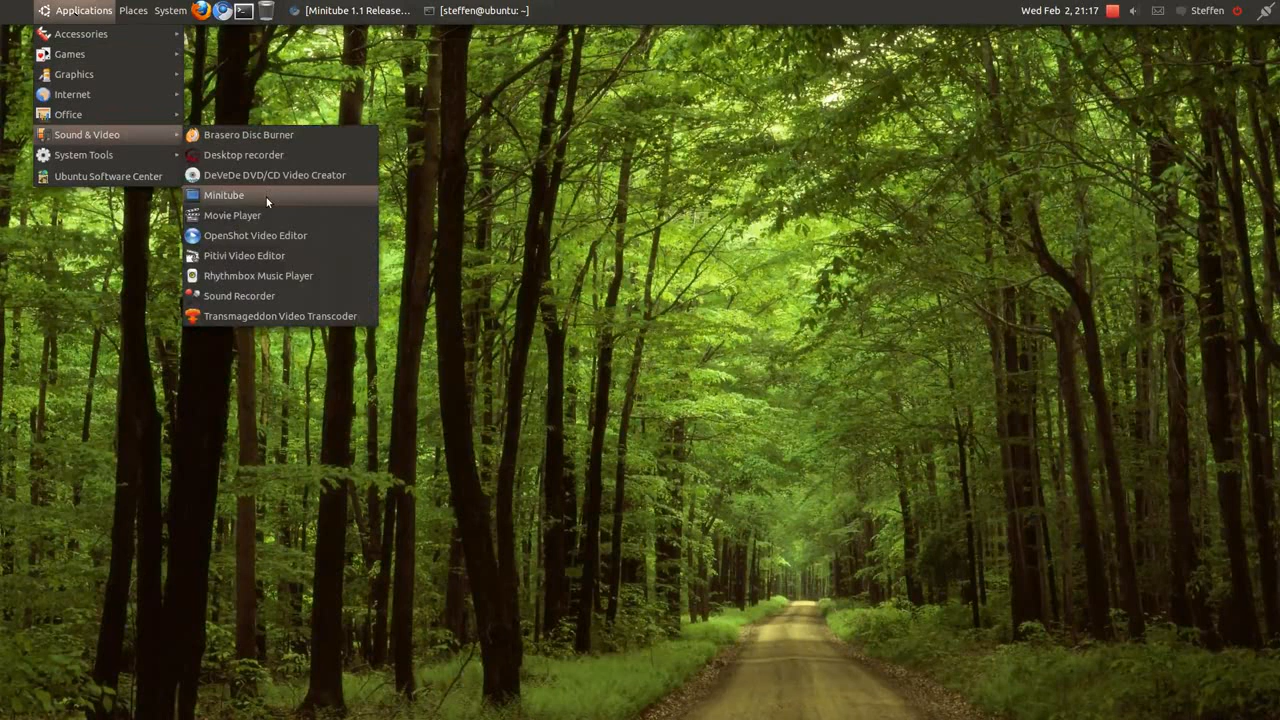 Applications Places System [Minitube 1.1 Release... [steffen@ubuntu: ~] Wed Feb 2, 21:17 Steffen
Accessories
Games
Graphics
Internet
Office
Sound & Video
System Tools
Ubuntu Software Center
Brasero Disc Burner
Desktop recorder
DeVeDe DVD/CD Video Creator
Minitube
Movie Player
OpenShot Video Editor
Pitivi Video Editor
Rhythmbox Music Player
Sound Recorder
Transmageddon Video Transcoder